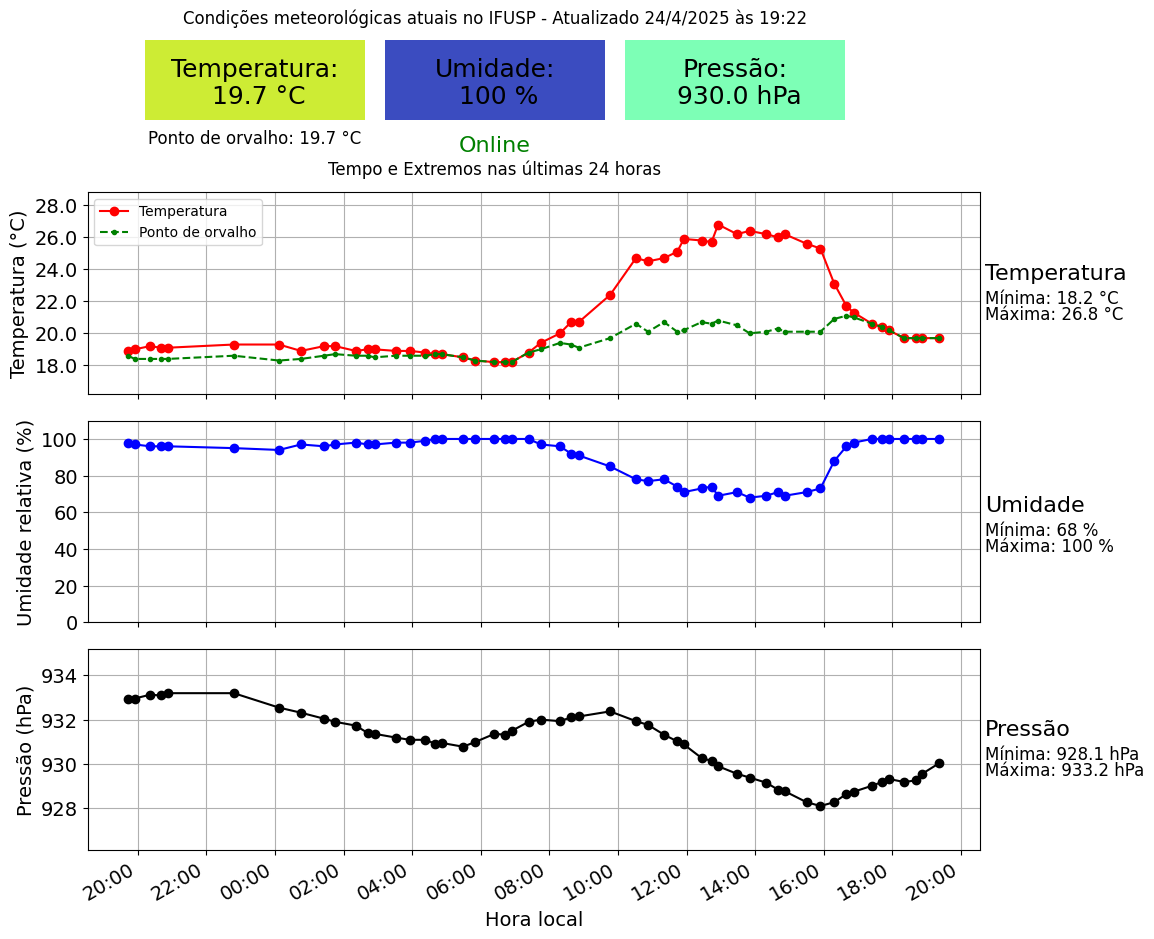 Condições meteorológicas atuais no IFUSP - Atualizado 24/4/2025 às 19:22
Temperatura:
19.7 °C
Umidade:
100 %
Pressão:
930.0 hPa
Ponto de orvalho: 19.7 °C
Online
Tempo e Extremos nas últimas 24 horas
Temperatura (°C)
28.0
26.0
24.0
22.0
20.0
18.0
Temperatura
Ponto de orvalho
Temperatura
Mínima: 18.2 °C
Máxima: 26.8 °C
Umidade relativa (%)
100
80
60
40
20
0
Umidade
Mínima: 68 %
Máxima: 100 %
Pressão (hPa)
934
932
930
928
Pressão
Mínima: 928.1 hPa
Máxima: 933.2 hPa
20:00 22:00 00:00 02:00 04:00 06:00 08:00 10:00 12:00 14:00 16:00 18:00 20:00
Hora local